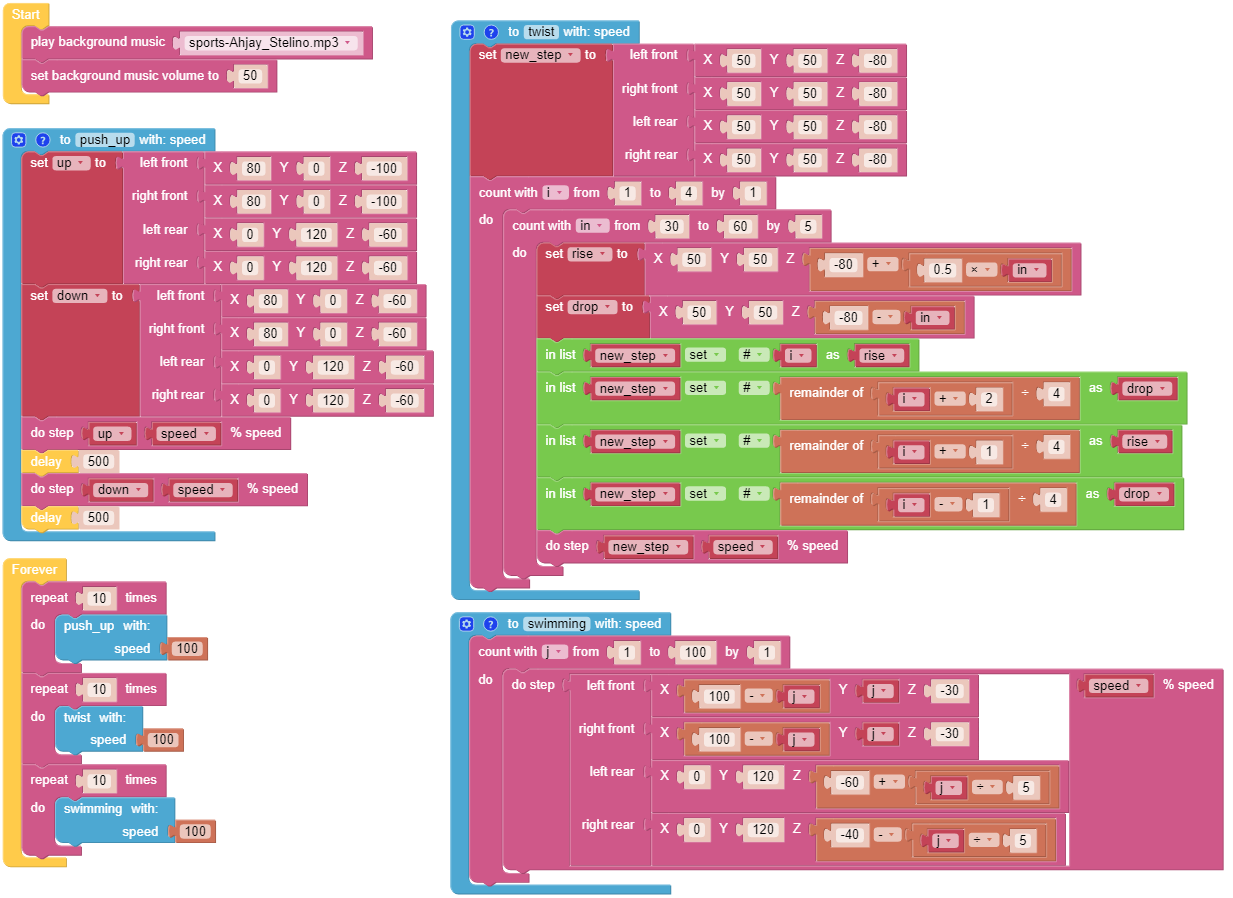 Start
play background music sports-Ahjay_Stelino.mp3
set background music volume to 50
to push_up with: speed
set up to left front X 80 Y 0 Z -100
right front X 80 Y 0 Z -100
left rear X 0 Y 120 Z -60
right rear X 0 Y 120 Z -60
set down to left front X 80 Y 0 Z -60
right front X 80 Y 0 Z -60
left rear X 0 Y 120 Z -60
right rear X 0 Y 120 Z -60
do step up speed % speed
delay 500
do step down speed % speed
delay 500
Forever
repeat 10 times
do push_up with:
speed 100
repeat 10 times
do twist with:
speed 100
repeat 10 times
do swimming with:
speed 100
? to twist with: speed
set new_step to left front X 50 Y 50 Z -80
right front X 50 Y 50 Z -80
left rear X 50 Y 50 Z -80
right rear X 50 Y 50 Z -80
count with i from 1 to 4 by 1
do count with in from 30 to 60 by 5
do set rise to X 50 Y 50 Z -80 + 0.5 × in
set drop to X 50 Y 50 Z -80 - in
in list new_step set # i as rise
in list new_step set # remainder of i + 2 ÷ 4 as drop
in list new_step set # remainder of i + 1 ÷ 4 as rise
in list new_step set # remainder of i - 1 ÷ 4 as drop
do step new_step speed % speed
? to swimming with: speed
count with j from 1 to 100 by 1
do do step left front X 100 - j Y j Z -30 speed % speed
right front X 100 - j Y j Z -30
left rear X 0 Y 120 Z -60 + j ÷ 5
right rear X 0 Y 120 Z -40 - j ÷ 5